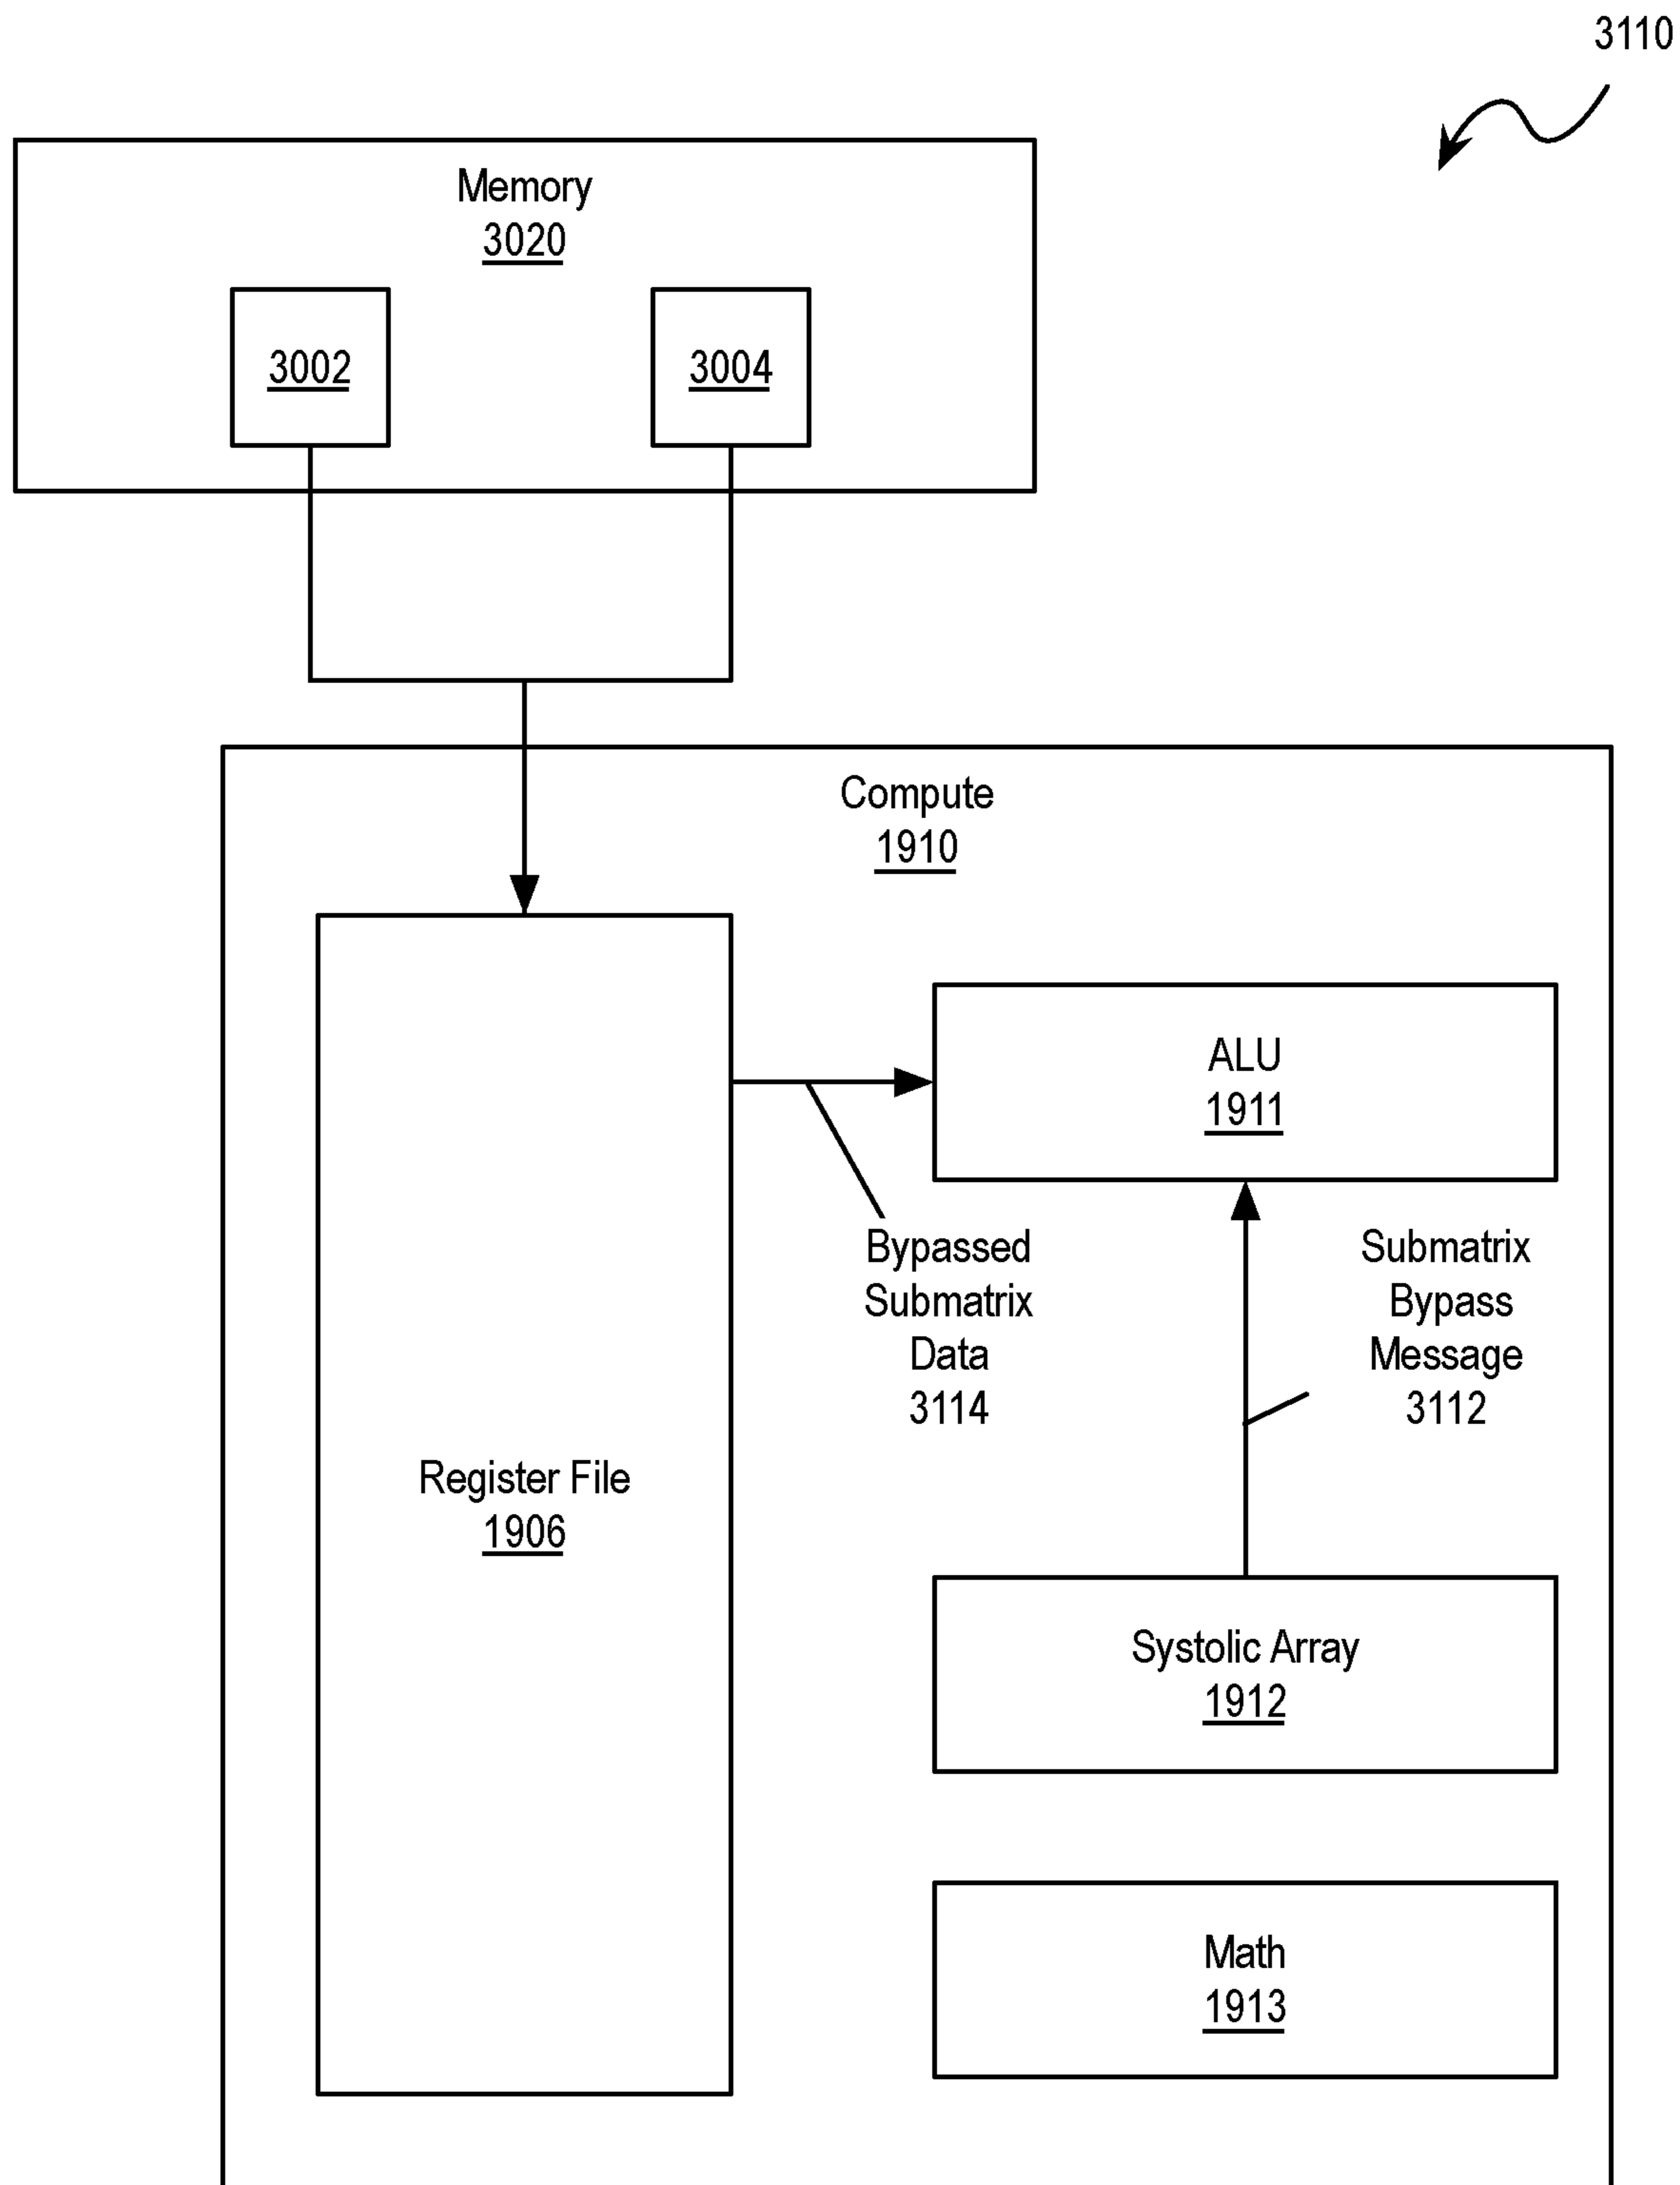 3110
Memory
3020
3002
3004
Compute
1910
ALU
1911
Bypassed
Submatrix
Data
3114
Submatrix
Bypass
Message
3112
Register File
1906
Systolic Array
1912
Math
1913